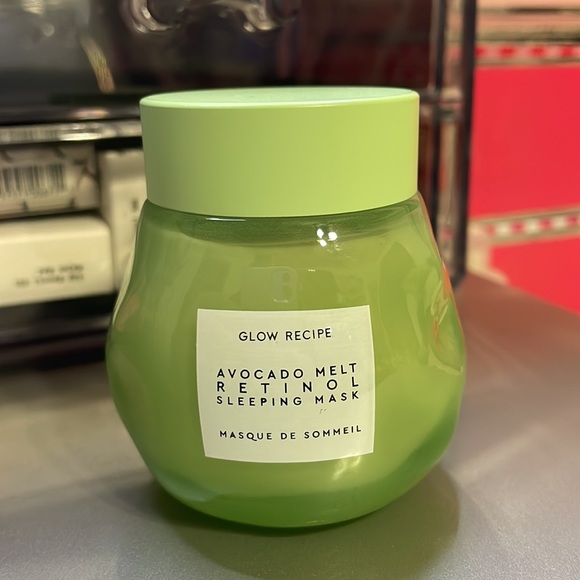 GLOW RECIPE
AVOCADO MELT
RETINOL
SLEEPING MASK
MASQUE DE SOMMEIL